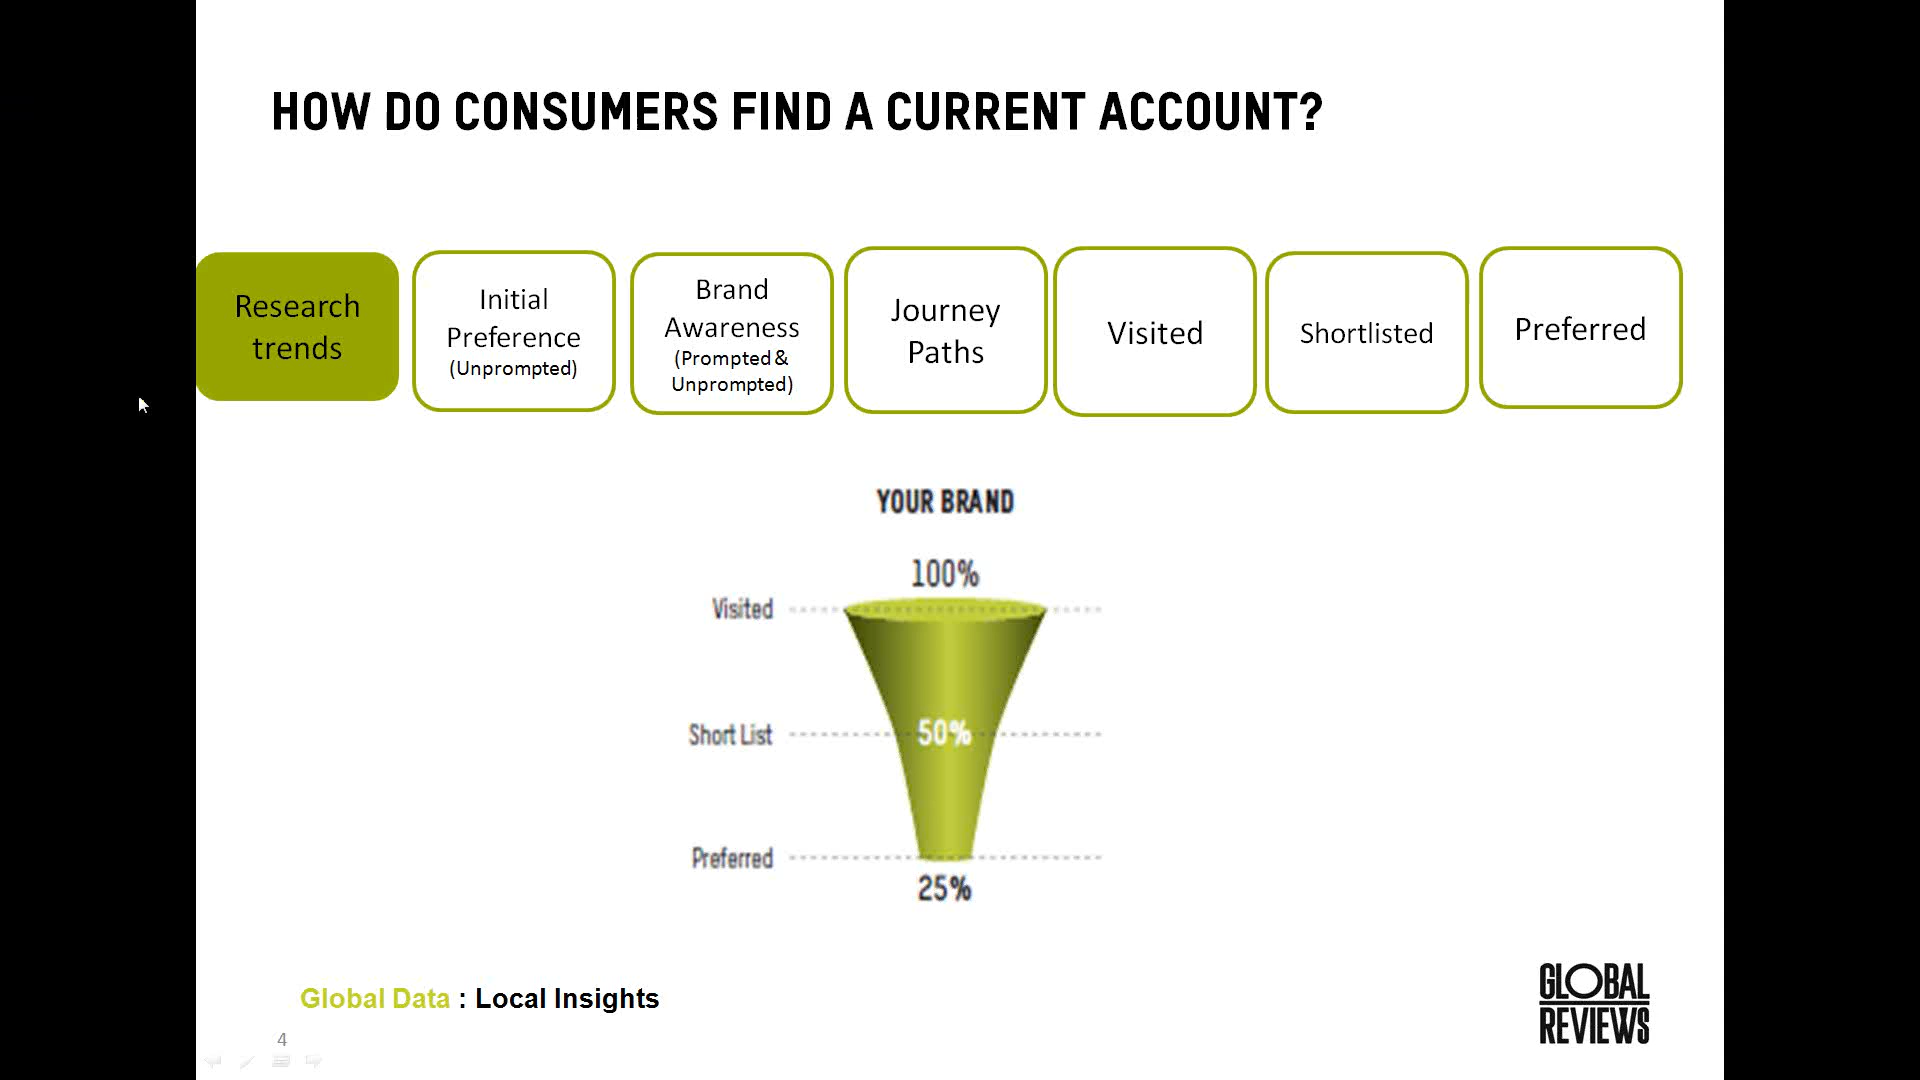 HOW DO CONSUMERS FIND A CURRENT ACCOUNT?
Research
trends
Initial
Preference
(Unprompted)
Brand
Awareness
(Prompted &
Unprompted)
Journey
Paths
Visited
Shortlisted
Preferred
YOUR BRAND
100%
Visited
Short List
50%
Preferred
25%
Global Data : Local Insights
GLOBAL
REVIEWS
4